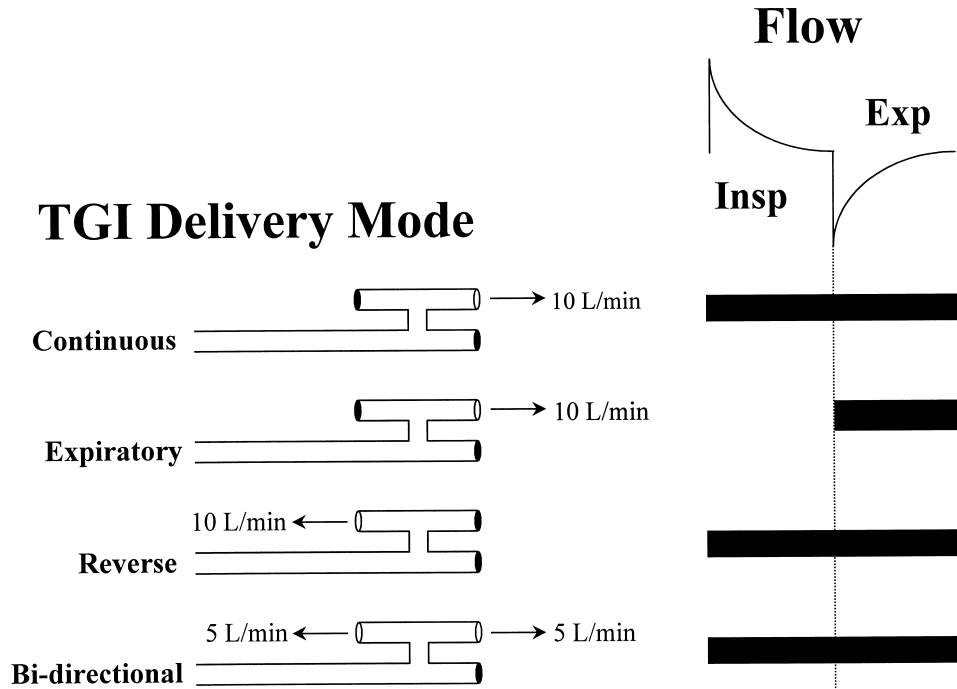 Flow
Exp
Insp
TGI Delivery Mode
10 L/min
Continuous
10 L/min
Expiratory
10 L/min
Reverse
5 L/min 5 L/min
Bi-directional